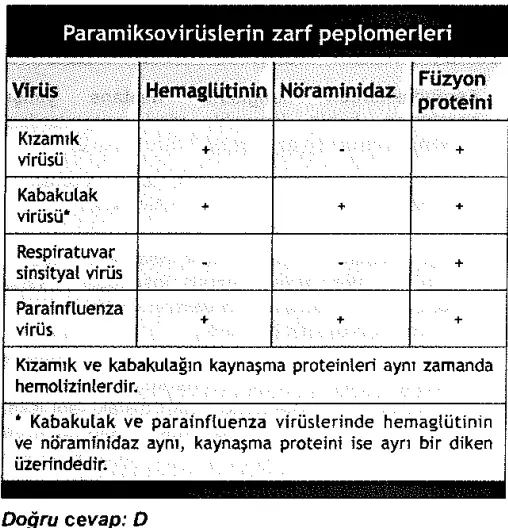 Paramiksovirüslerin zarf peplomerleri
Virüs Hemaglütinin Nöraminidaz Füzyon proteini
Kızamık virüsü + - +
Kabakulak virüsü* + + +
Respiratuvar sinsityal virüs - - +
Parainfluenza virüs + + +
Kızamık ve kabakulağın kaynaşma proteinleri aynı zamanda
hemolizinlerdir.
* Kabakulak ve parainfluenza virüslerinde hemaglütinin
ve nöraminidaz aynı, kaynaşma proteini ise ayrı bir diken
üzerindedir.
Doğru cevap: D